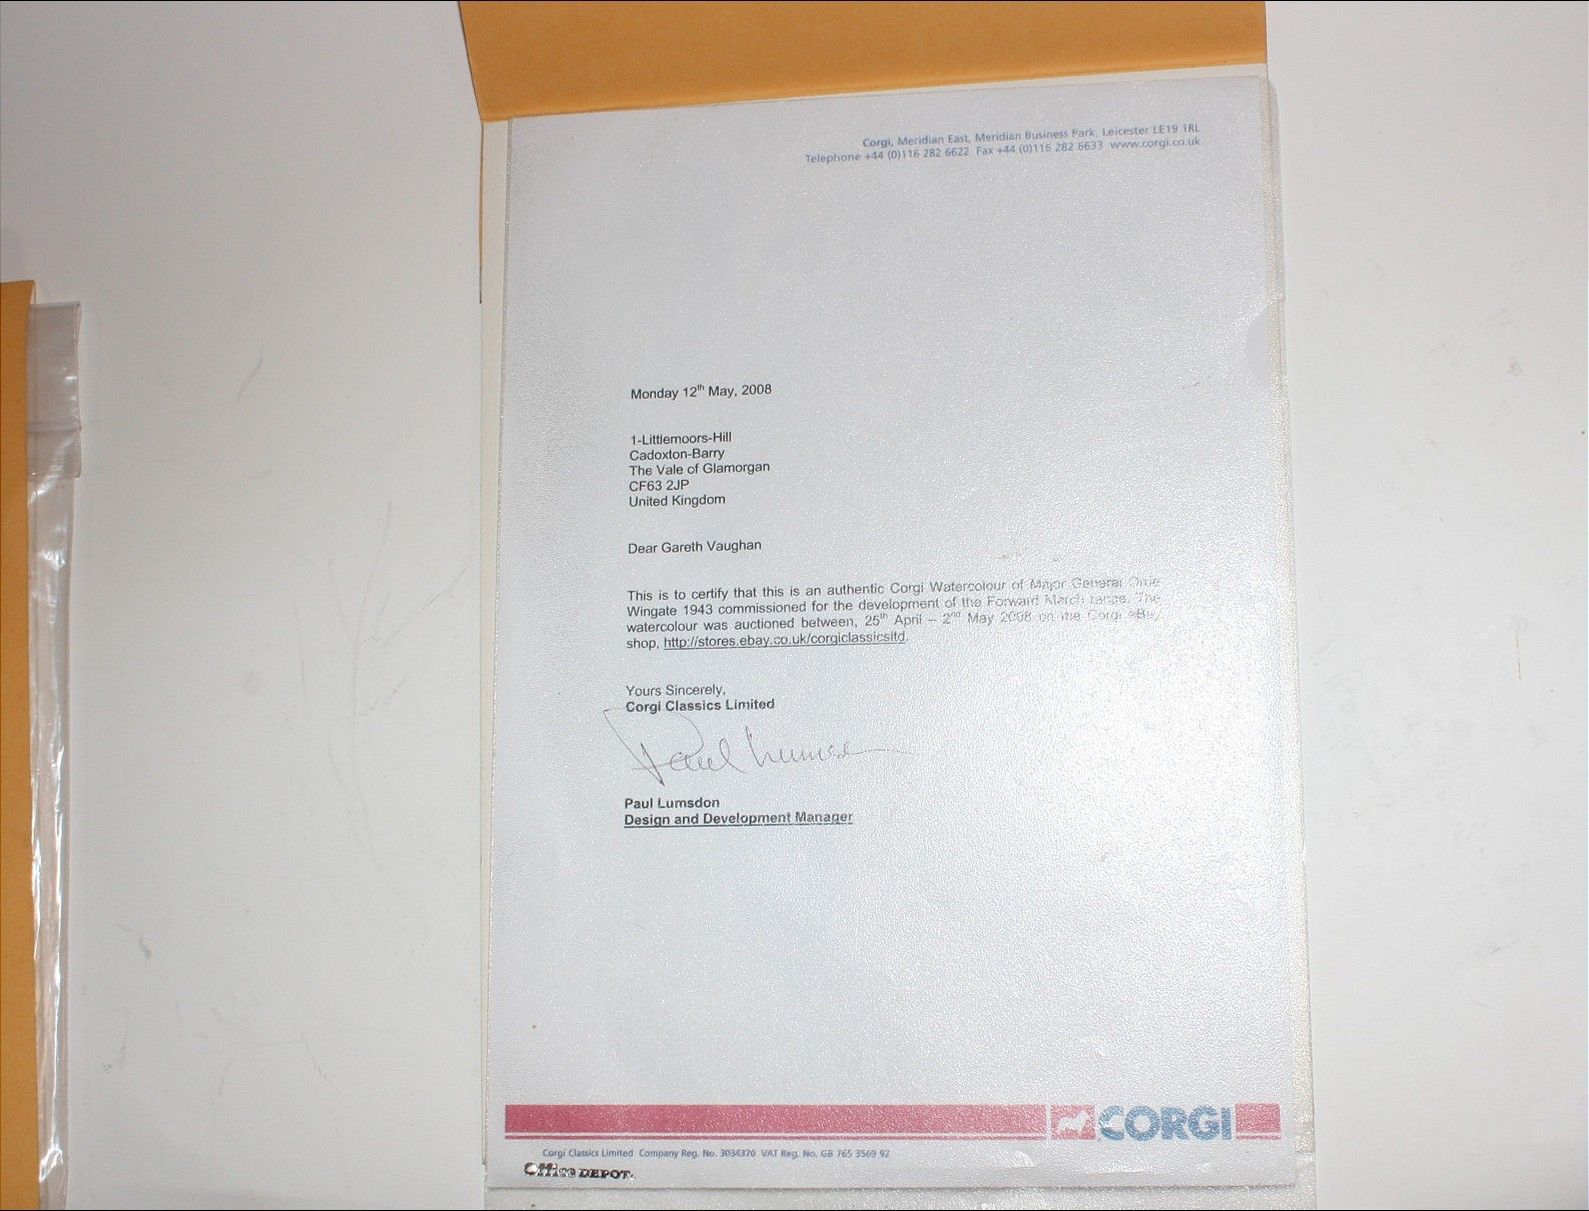 Corgi, Meridian East, Meridian Business Park, Leicester LE19 1RL
Telephone +44 (0)116 282 6622 Fax +44 (0)116 282 6633 www.corgi.co.uk
Monday 12th May, 2008
1-Littlemoors-Hill
Cadoxton-Barry
The Vale of Glamorgan
CF63 2JP
United Kingdom
Dear Gareth Vaughan
This is to certify that this is an authentic Corgi Watercolour of Major General Orde
Wingate 1943 commissioned for the development of the Forward March range. The
watercolour was auctioned between, 25th April – 2nd May 2008 on the Corgi eBay
shop, http://stores.ebay.co.uk/corgiclassicsltd.
Yours Sincerely,
Corgi Classics Limited
Paul Lumsdon
Paul Lumsdon
Design and Development Manager
CORGI
Corgi Classics Limited Company Reg. No. 3034370 VAT Reg. No. GB 765 3569 92
Office DEPOT.